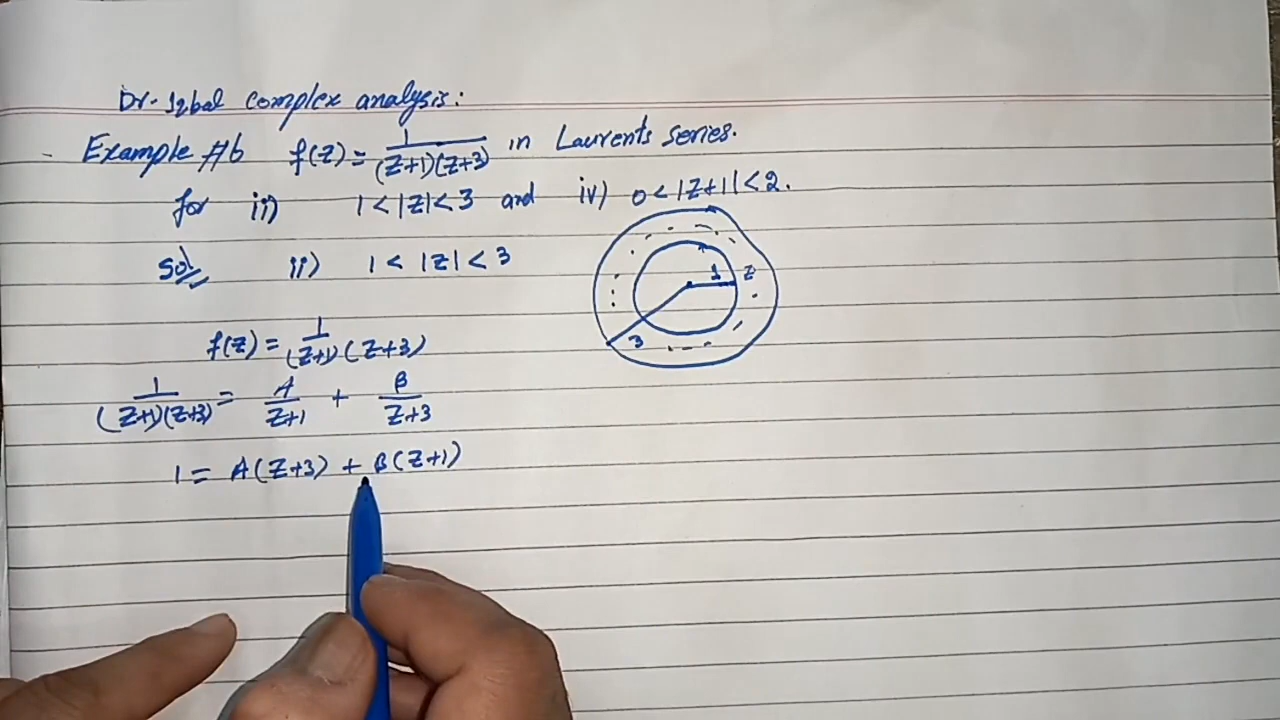 Dr. Iqbal complex analysis:
Example #6 f(z) = 1/(z+1)(z+3) in Laurents series.
for ii) 1 < |z| < 3 and iv) 0 < |z+1| < 2.
Sol ii) 1 < |z| < 3
1 z
3
f(z) = 1/(z+1)(z+3)
1/(z+1)(z+3) = A/z+1 + B/z+3
1 = A(z+3) + B(z+1)